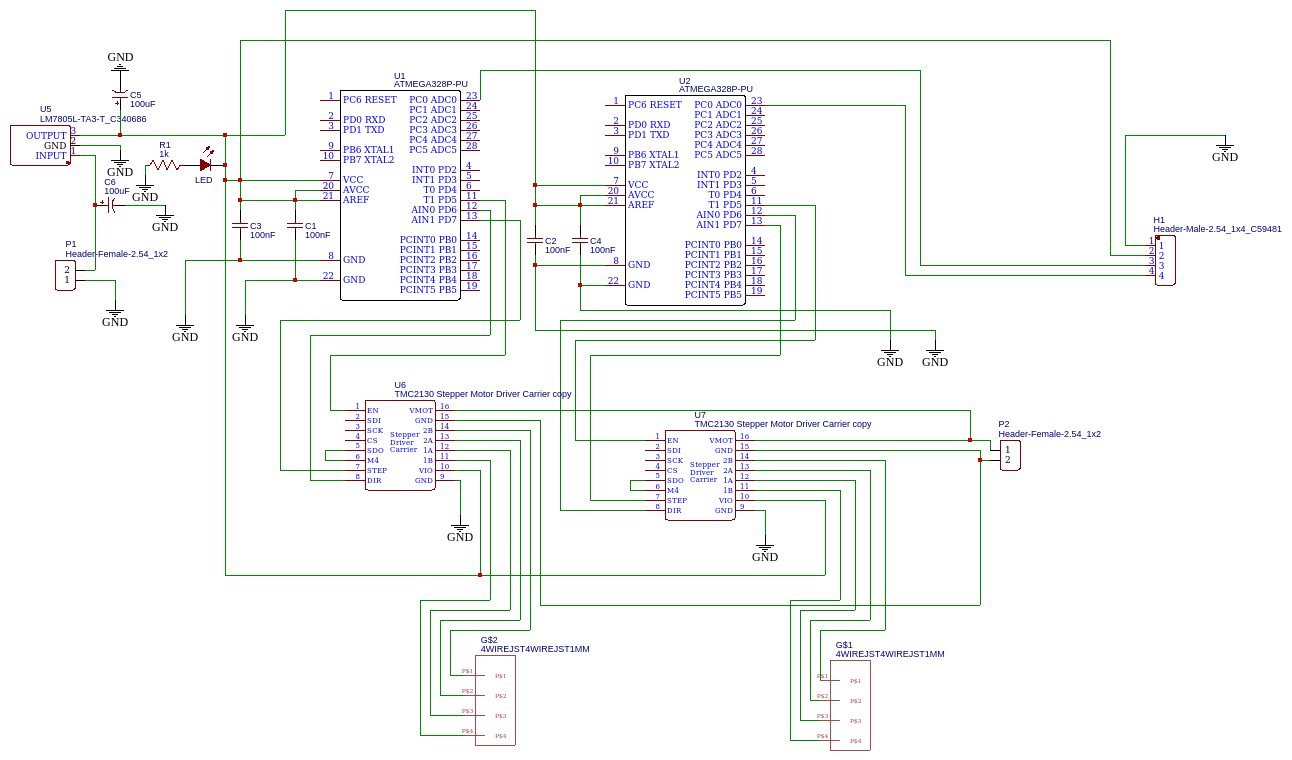 GND
C5
100uF
U5
LM7805L-TA3-T_C340686
OUTPUT 3
GND 2
INPUT 1
GND
R1
1k
LED
GND
C6
100uF
GND
P1
Header-Female-2.54_1x2
2
1
GND
GND
GND
C3
100nF
C1
100nF
U1
ATMEGA328P-PU
1 PC6 RESET PC0 ADC0 23
PC1 ADC1 24
2 PD0 RXD PC2 ADC2 25
3 PD1 TXD PC3 ADC3 26
PC4 ADC4 27
9 PB6 XTAL1 PC5 ADC5 28
10 PB7 XTAL2
INT0 PD2 4
7 VCC INT1 PD3 5
20 AVCC T0 PD4 6
21 AREF T1 PD5 11
AIN0 PD6 12
AIN1 PD7 13
PCINT0 PB0 14
PCINT1 PB1 15
8 GND PCINT2 PB2 16
PCINT3 PB3 17
22 GND PCINT4 PB4 18
PCINT5 PB5 19
C2
100nF
C4
100nF
U2
ATMEGA328P-PU
1 PC6 RESET PC0 ADC0 23
PC1 ADC1 24
2 PD0 RXD PC2 ADC2 25
3 PD1 TXD PC3 ADC3 26
PC4 ADC4 27
9 PB6 XTAL1 PC5 ADC5 28
10 PB7 XTAL2
INT0 PD2 4
7 VCC INT1 PD3 5
20 AVCC T0 PD4 6
21 AREF T1 PD5 11
AIN0 PD6 12
AIN1 PD7 13
PCINT0 PB0 14
PCINT1 PB1 15
8 GND PCINT2 PB2 16
PCINT3 PB3 17
22 GND PCINT4 PB4 18
PCINT5 PB5 19
GND
GND
GND
H1
Header-Male-2.54_1x4_C59481
1 1
2 2
3 3
4 4
U6
TMC2130 Stepper Motor Driver Carrier copy
1 EN VMOT 16
2 SDI GND 15
3 SCK 2B 14
4 CS 2A 13
5 SDO 1A 12
6 M4 1B 11
7 STEP VIO 10
8 DIR GND 9
Stepper
Driver
Carrier
GND
U7
TMC2130 Stepper Motor Driver Carrier copy
1 EN VMOT 16
2 SDI GND 15
3 SCK 2B 14
4 CS 2A 13
5 SDO 1A 12
6 M4 1B 11
7 STEP VIO 10
8 DIR GND 9
Stepper
Driver
Carrier
GND
P2
Header-Female-2.54_1x2
1
2
G$2
4WIREJST4WIREJST1MM
P$1 P$1
P$2 P$2
P$3 P$3
P$4 P$4
G$1
4WIREJST4WIREJST1MM
P$1 P$1
P$2 P$2
P$3 P$3
P$4 P$4